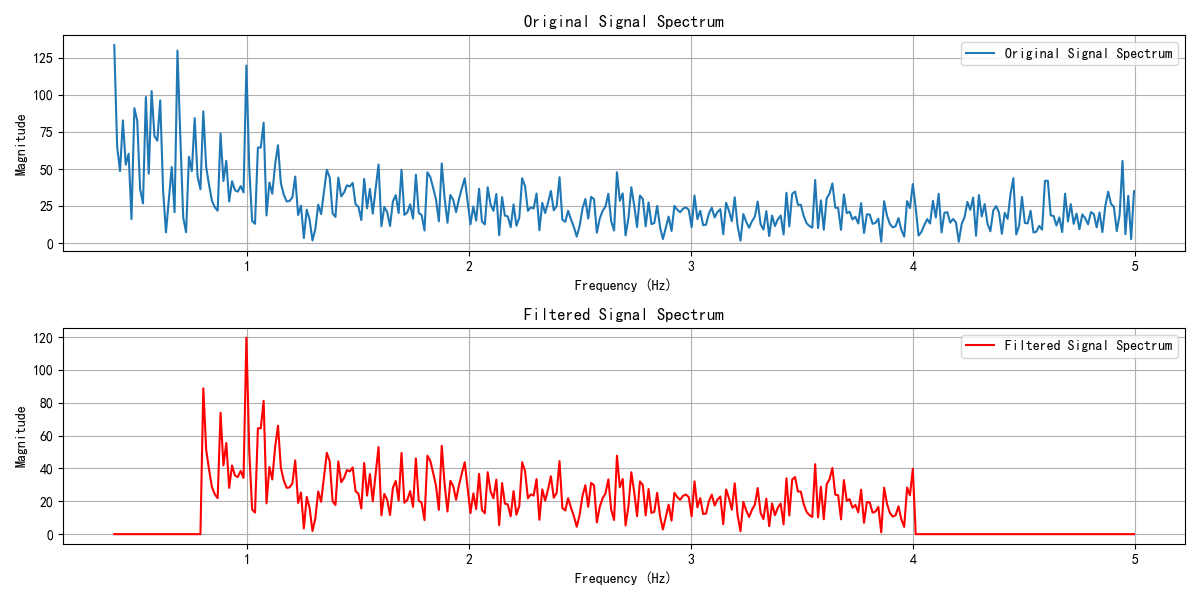 Original Signal Spectrum
Original Signal Spectrum
Magnitude
125
100
75
50
25
0
1 2 3 4 5
Frequency (Hz)
Filtered Signal Spectrum
Filtered Signal Spectrum
Magnitude
120
100
80
60
40
20
0
1 2 3 4 5
Frequency (Hz)